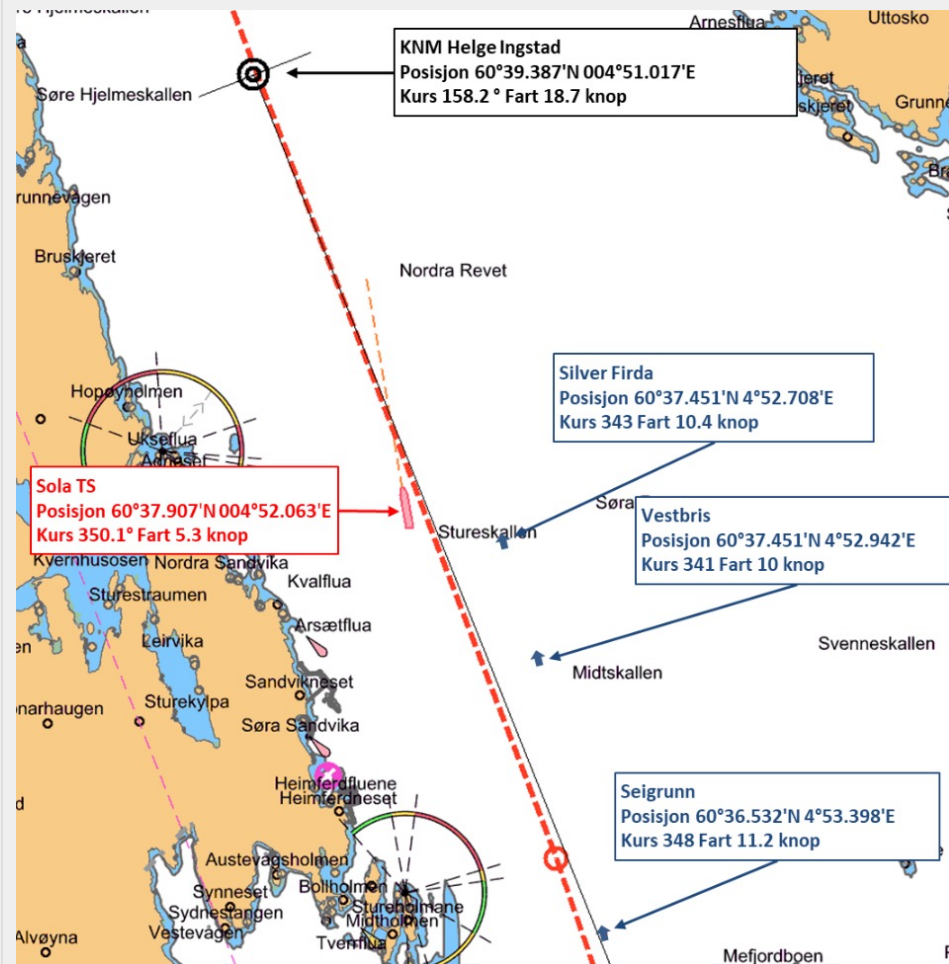 Søre Hjelmeskallen
Arnesflua
Uttosko
KNM Helge Ingstad
Posisjon 60°39.387'N 004°51.017'E
Kurs 158.2 ° Fart 18.7 knop
Bruskjeret
Nordra Revet
Silver Firda
Posisjon 60°37.451'N 4°52.708'E
Kurs 343 Fart 10.4 knop
Hopøyholmen
Ukseflua
Sola TS
Posisjon 60°37.907'N 004°52.063'E
Kurs 350.1° Fart 5.3 knop
Stureskallen
Vestbris
Posisjon 60°37.451'N 4°52.942'E
Kurs 341 Fart 10 knop
Kvernhusosen
Nordra Sandvika
Kvalflua
Sturestraumen
Arsætflua
Leirvika
Svenneskallen
Midtskallen
Sandvikneset
Sturekylpa
Søra Sandvika
Heimferdfluene
Heimferdneset
Seigrunn
Posisjon 60°36.532'N 4°53.398'E
Kurs 348 Fart 11.2 knop
Austevågsholmen
Synneset
Bollholmen
Stureholmane
Sydnestangen
Midtholmen
Vestevågen
Tverrflua
Alvøyna
Mefjordboen